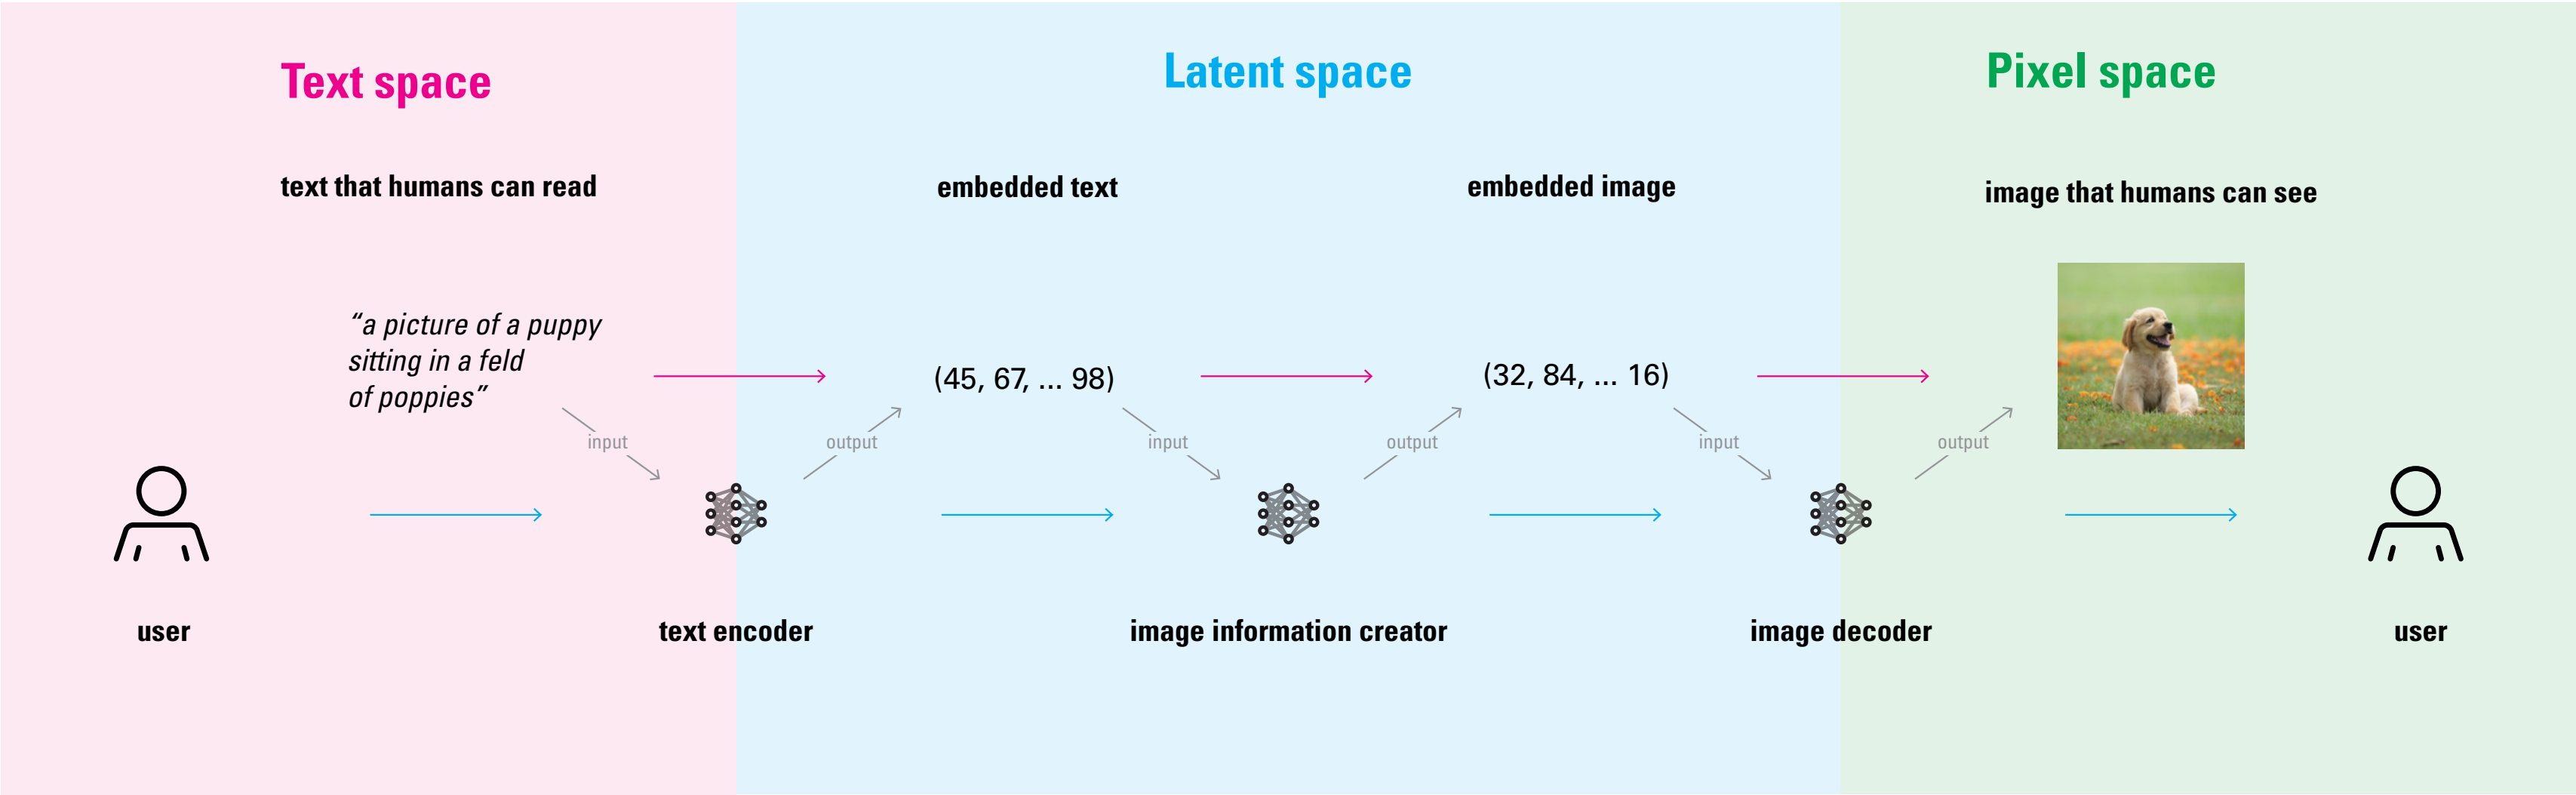 Text space
Latent space
Pixel space
text that humans can read
embedded text
embedded image
image that humans can see
“a picture of a puppy
sitting in a feld
of poppies”
(45, 67, ... 98)
(32, 84, ... 16)
input
output
input
output
input
output
user
text encoder
image information creator
image decoder
user